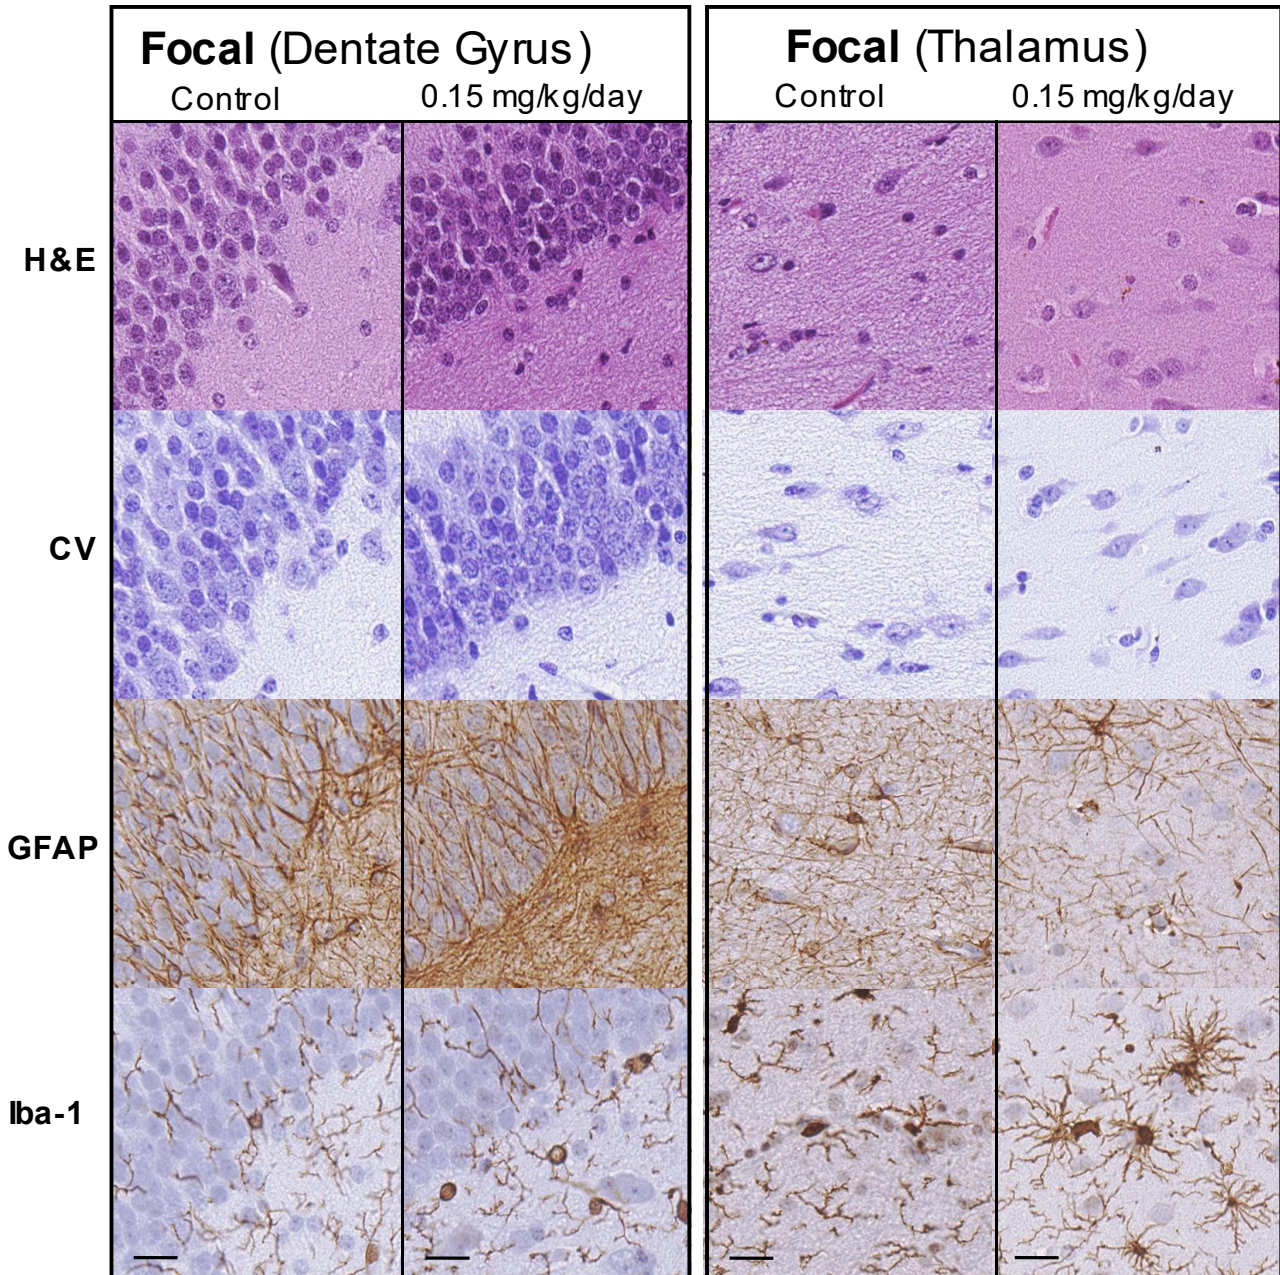 Focal (Dentate Gyrus)
Control 0.15 mg/kg/day
Focal (Thalamus)
Control 0.15 mg/kg/day
H&E
CV
GFAP
Iba-1